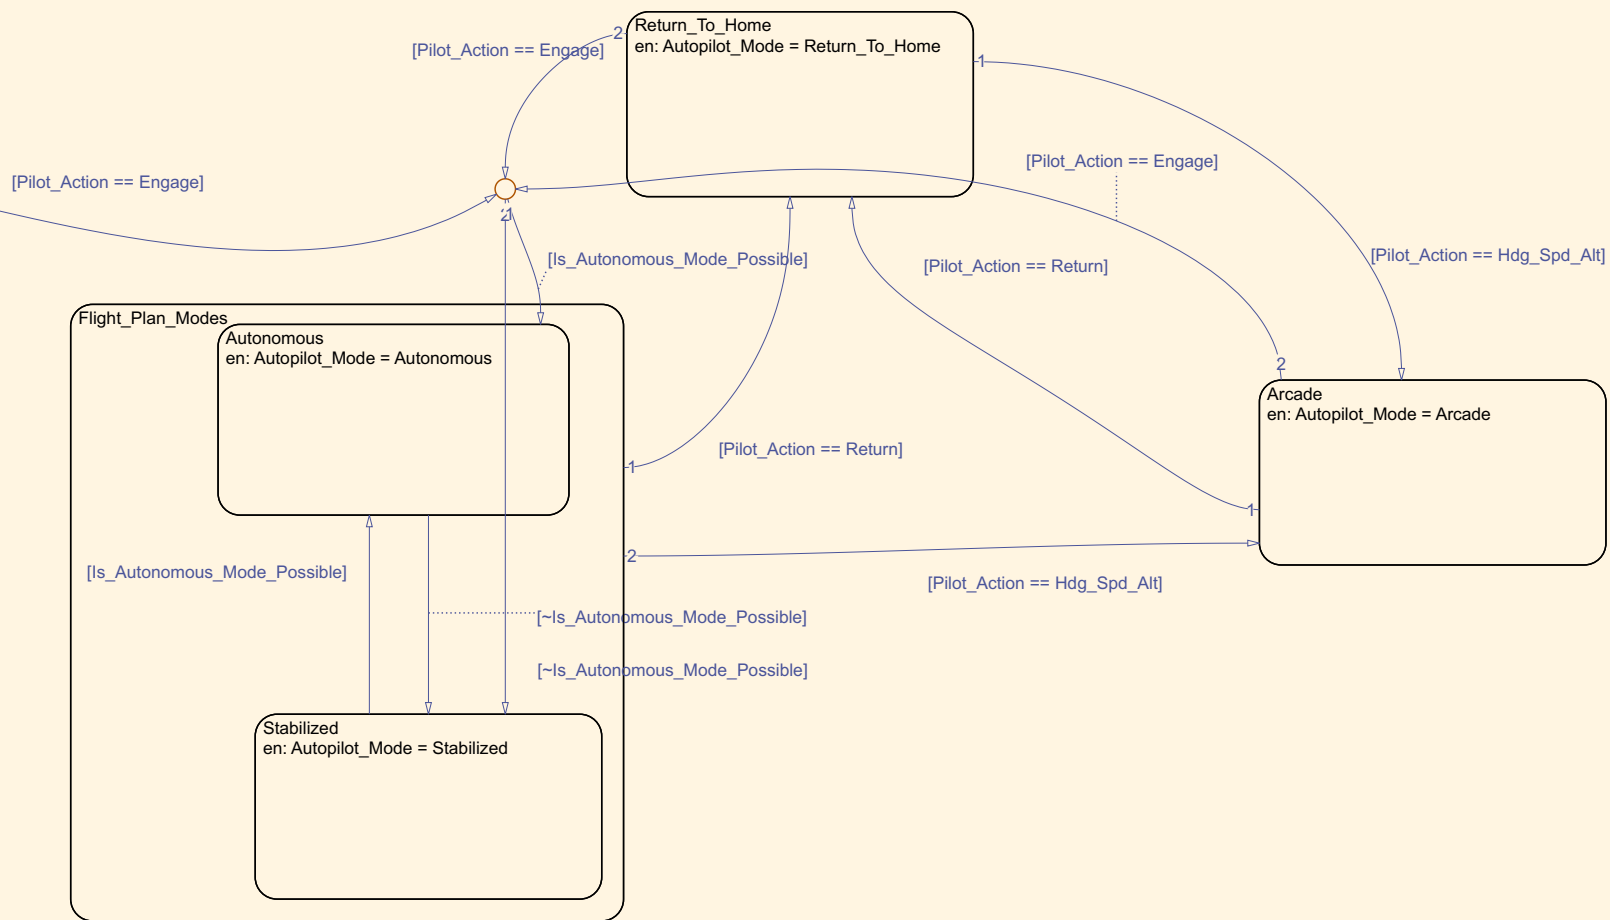 Return_To_Home
en: Autopilot_Mode = Return_To_Home
2
[Pilot_Action == Engage]
1
[Pilot_Action == Engage]
[Pilot_Action == Engage]
2
1
[Is_Autonomous_Mode_Possible]
[Pilot_Action == Return]
[Pilot_Action == Hdg_Spd_Alt]
Flight_Plan_Modes
Autonomous
en: Autopilot_Mode = Autonomous
2
Arcade
en: Autopilot_Mode = Arcade
[Pilot_Action == Return]
1
1
2
[Is_Autonomous_Mode_Possible]
[Pilot_Action == Hdg_Spd_Alt]
[~Is_Autonomous_Mode_Possible]
[~Is_Autonomous_Mode_Possible]
Stabilized
en: Autopilot_Mode = Stabilized